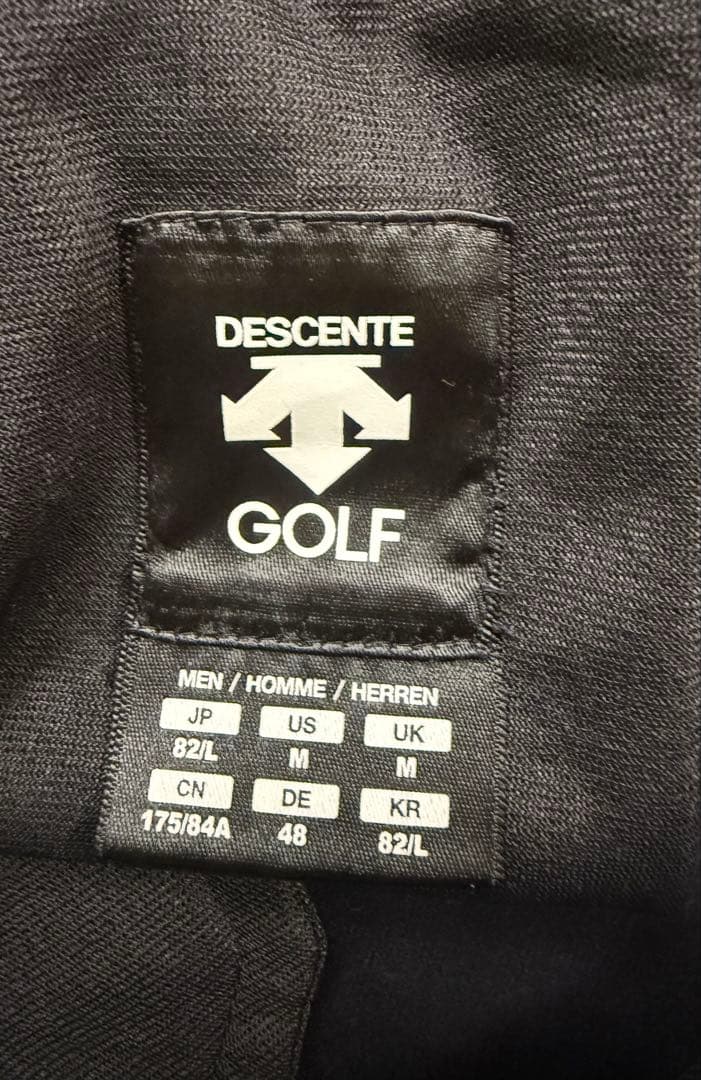 DESCENTE
GOLF
MEN / HOMME / HERREN
JP US UK
82/L M M
CN DE KR
175/84A 48 82/L